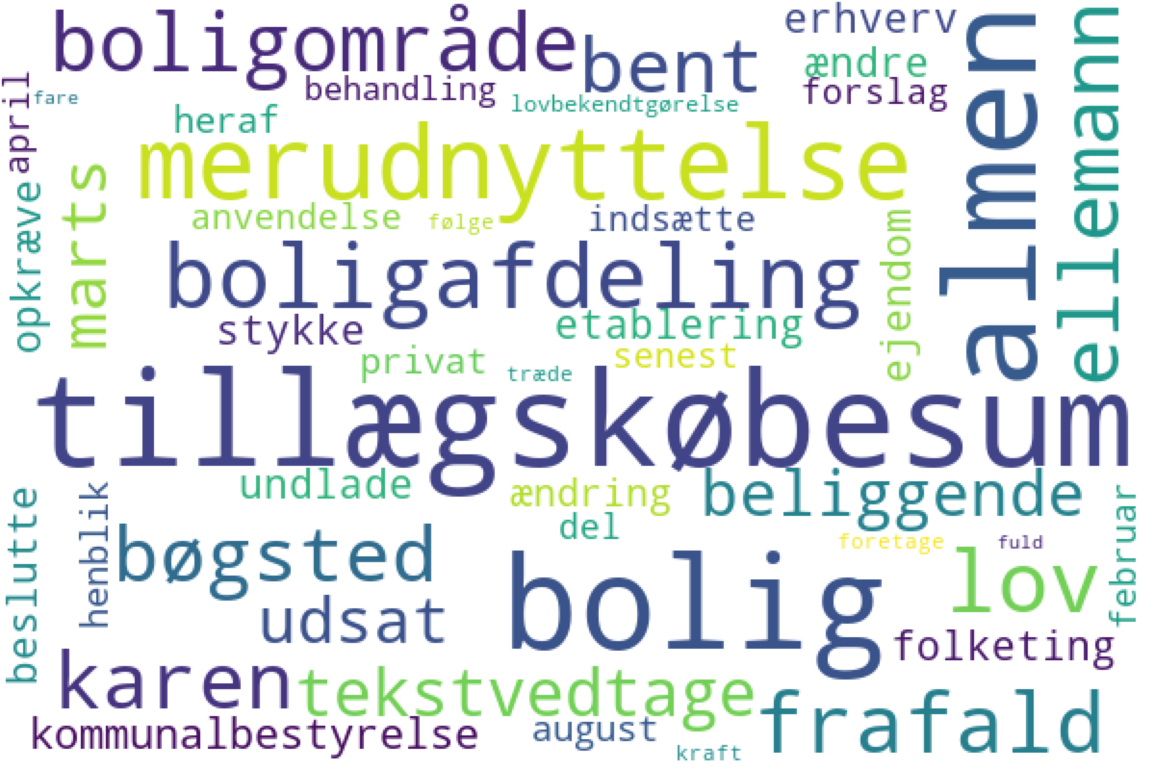 boligområde
bent
erhverv
ændre
forslag
almen
ellemann
april
fare
behandling
lovbekendtgørelse
heraf
merudnyttelse
opkræve
marts
anvendelse
følge
indsætte
ejendom
boligafdeling
stykke
etablering
privat
træde
senest
tillægskøbesum
undlade
ændring
beliggende
del
beslutte
henblik
bøgsted
foretage
fuld
februar
udsat
bolig
lov
folketing
karen
tekstvedtage
frafald
kommunalbestyrelse
august
kraft